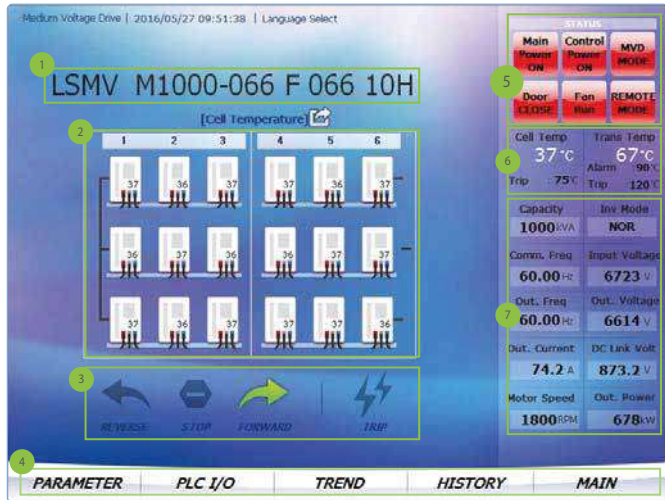 Medium Voltage Drive | 2016/05/27 09:51:38 | Language Select
1
LSMV M1000-066 F 066 10H
[Cell Temperature]
2
1 2 3 4 5 6
37 36 37 37 36 37
36 37 36 36 37 36
37 36 37 37 36 37
3
REVERSE STOP FORWARD TRIP
4
PARAMETER PLC I/O TREND HISTORY MAIN
STATUS
5
Main Power ON
Control Power ON
MVD MODE
Door CLOSE
Fan Run
REMOTE MODE
6
Cell Temp Trans Temp
37 °C 67 °C
Alarm 90 °C
Trip : 75 °C Trip 120 °C
7
Capacity Inv Mode
1000 kVA NOR
Comm. Freq Input Voltage
60.00 Hz 6723 V
Out. Freq Out. Voltage
60.00 Hz 6614 V
Out. Current DC Link Volt
74.2 A 873.2 V
Motor Speed Out. Power
1800 RPM 678 kW